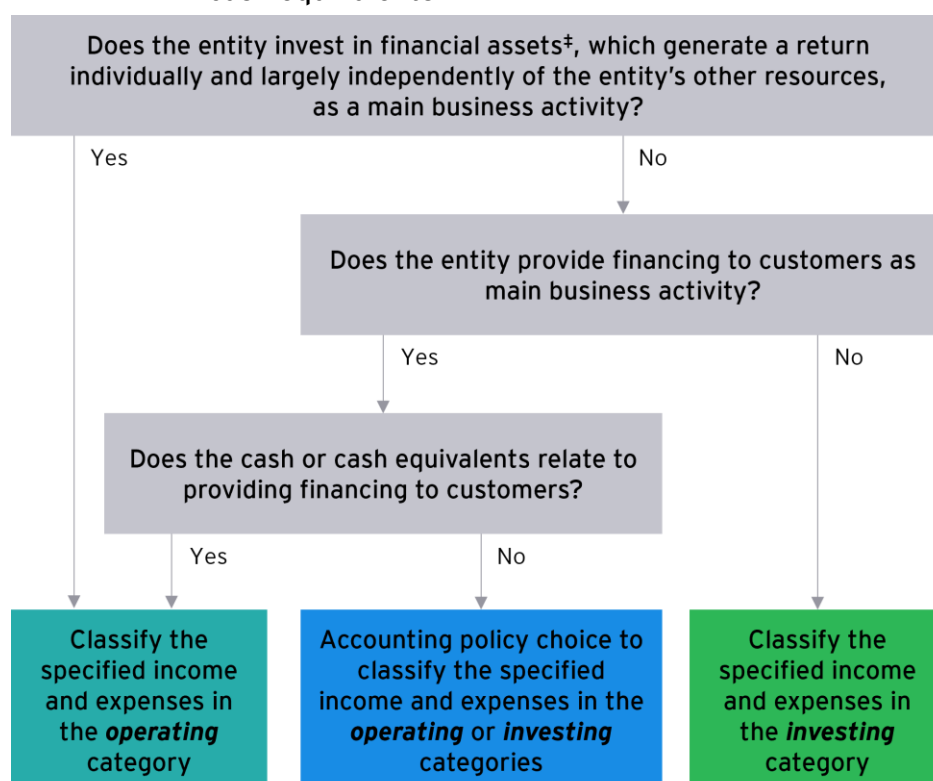 Does the entity invest in financial assets‡, which generate a return
individually and largely independently of the entity's other resources,
as a main business activity?
Yes
No
Does the entity provide financing to customers as
main business activity?
Yes
No
Does the cash or cash equivalents relate to
providing financing to customers?
Yes
No
Classify the
specified income
and expenses in
the operating
category
Accounting policy choice to
classify the specified
income and expenses in the
operating or investing
categories
Classify the
specified income
and expenses in
the investing
category